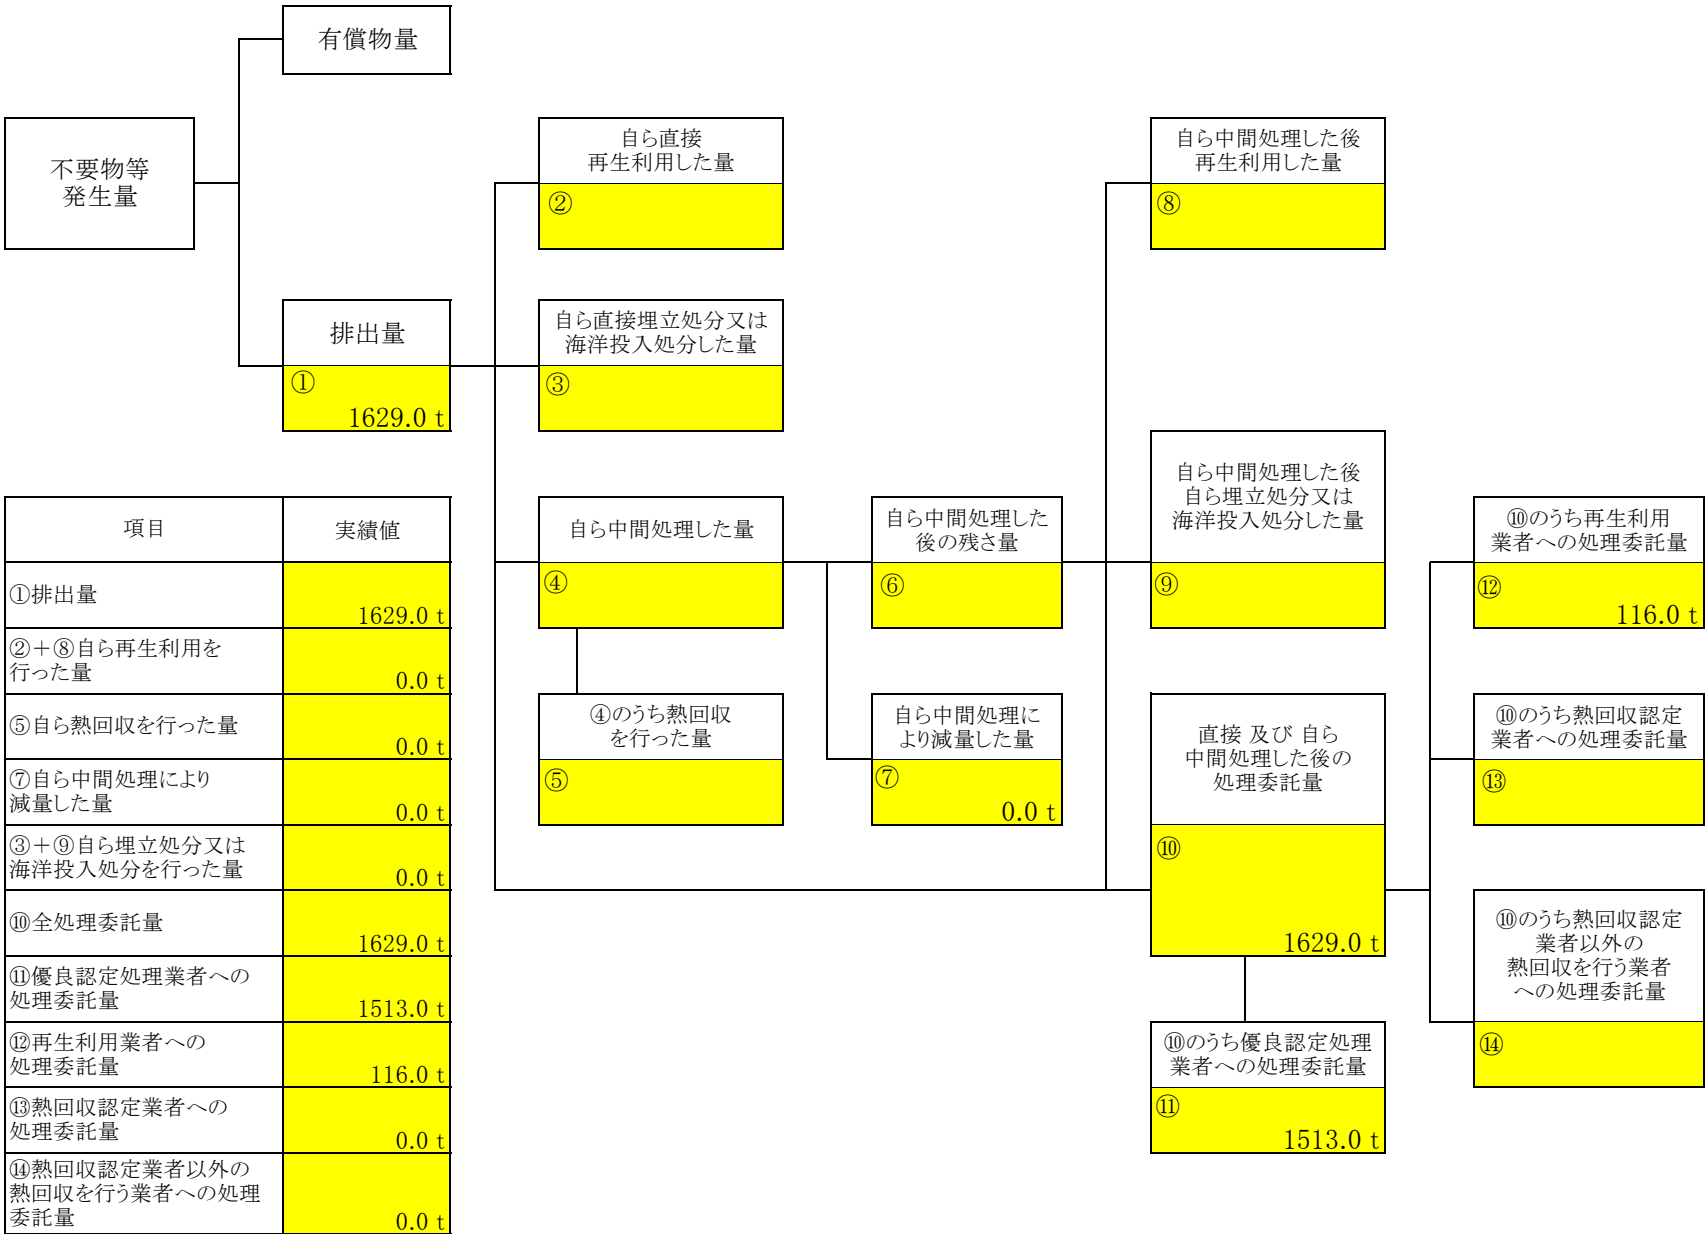 有償物量
不要物等
発生量
排出量
①
1629.0 t
自ら直接
再生利用した量
②
自ら直接埋立処分又は
海洋投入処分した量
③
自ら中間処理した量
④
④のうち熱回収
を行った量
⑤
自ら中間処理した
後の残さ量
⑥
自ら中間処理に
より減量した量
⑦
0.0 t
自ら中間処理した後
再生利用した量
⑧
自ら中間処理した後
自ら埋立処分又は
海洋投入処分した量
⑨
直接 及び 自ら
中間処理した後の
処理委託量
⑩
1629.0 t
⑩のうち優良認定処理
業者への処理委託量
⑪
1513.0 t
⑩のうち再生利用
業者への処理委託量
⑫
116.0 t
⑩のうち熱回収認定
業者への処理委託量
⑬
⑩のうち熱回収認定
業者以外の
熱回収を行う業者
への処理委託量
⑭
項目
実績値
①排出量
1629.0 t
②＋⑧自ら再生利用を
行った量
0.0 t
⑤自ら熱回収を行った量
0.0 t
⑦自ら中間処理により
減量した量
0.0 t
③＋⑨自ら埋立処分又は
海洋投入処分を行った量
0.0 t
⑩全処理委託量
1629.0 t
⑪優良認定処理業者への
処理委託量
1513.0 t
⑫再生利用業者への
処理委託量
116.0 t
⑬熱回収認定業者への
処理委託量
0.0 t
⑭熱回収認定業者以外の
熱回収を行う業者への処理
委託量
0.0 t